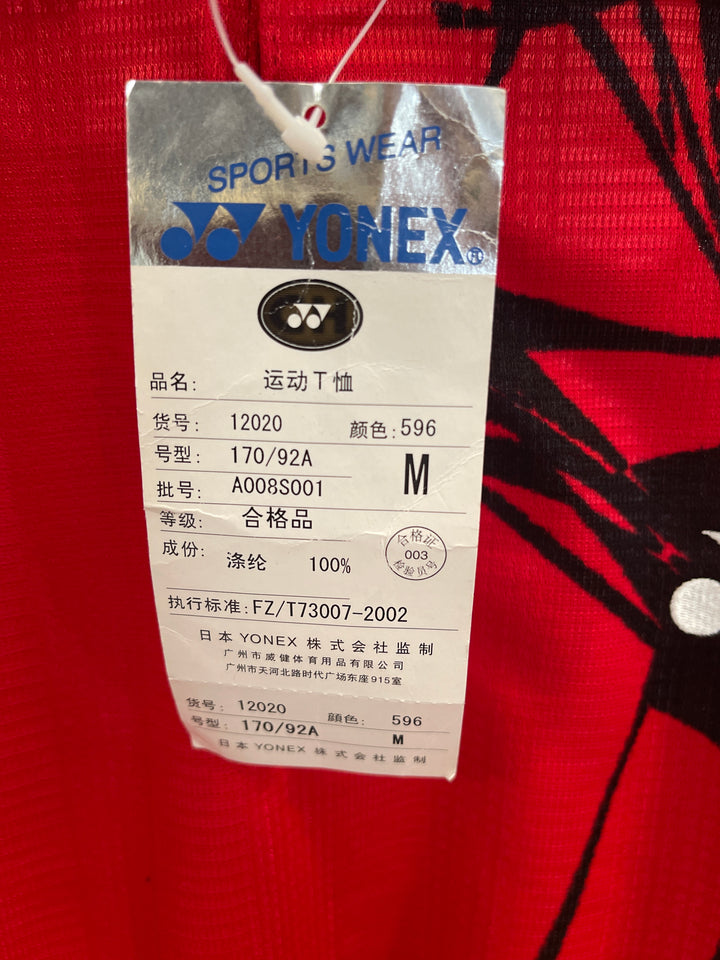 SPORTS WEAR
YONEX®
品名: 运动T恤
货号: 12020 颜色:596
号型: 170/92A M
批号: A008S001
等级: 合格品
成份: 涤纶 100%
合格证
003
检验员号
执行标准:FZ/T73007-2002
日本 YONEX 株式会社监制
广州市威健体育用品有限公司
广州市天河北路时代广场东座915室
货号: 12020 顔色: 596
号型: 170/92A M
日本 YONEX 株式会社监制